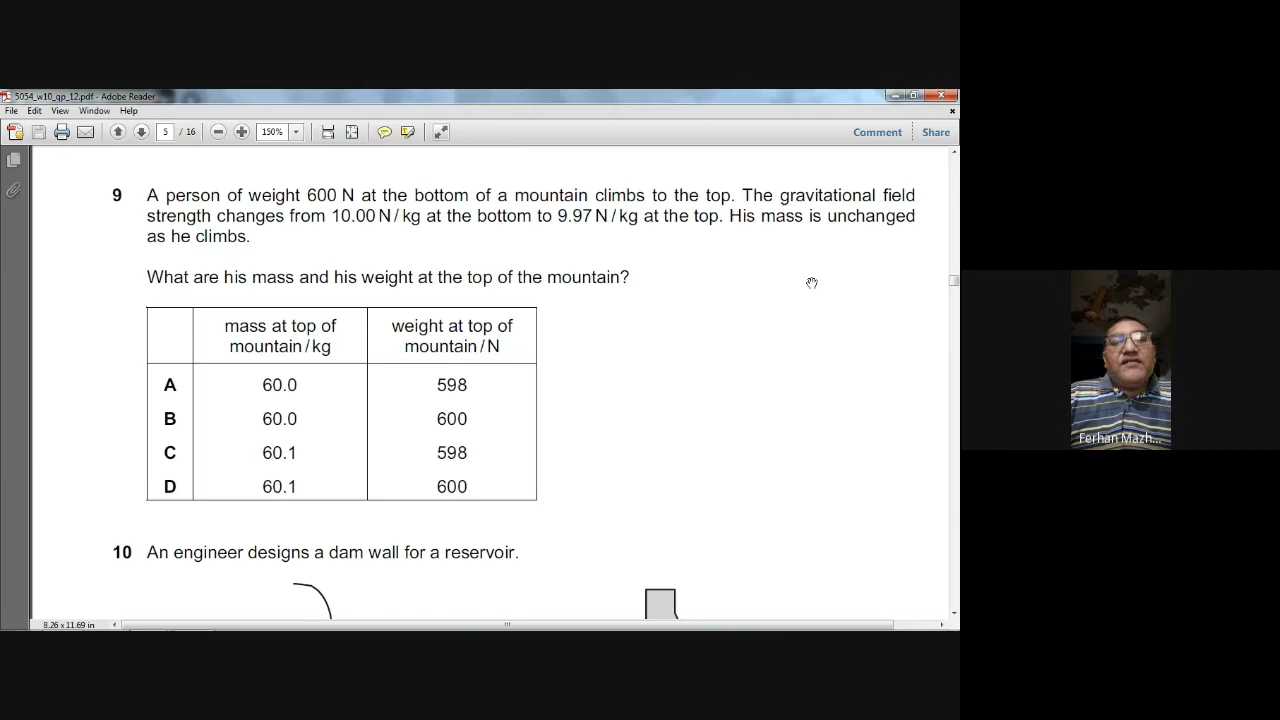 5054_w10_qp_12.pdf - Adobe Reader
File Edit View Window Help
5 / 16 150% Comment Share
9 A person of weight 600 N at the bottom of a mountain climbs to the top. The gravitational field
strength changes from 10.00 N / kg at the bottom to 9.97 N / kg at the top. His mass is unchanged
as he climbs.
What are his mass and his weight at the top of the mountain?
mass at top of weight at top of
mountain / kg mountain / N
A 60.0 598
B 60.0 600
C 60.1 598
D 60.1 600
10 An engineer designs a dam wall for a reservoir.
8.26 x 11.69 in
Ferhan Mazh...